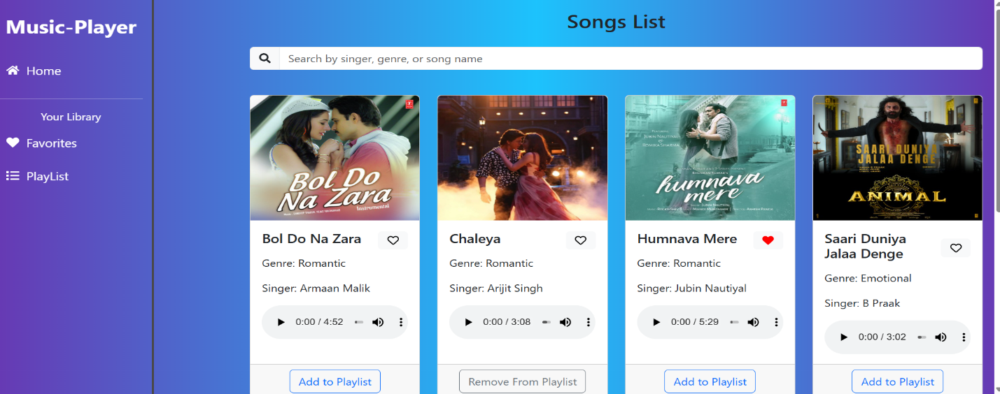 Music-Player
Home
Your Library
Favorites
PlayList
Songs List
Search by singer, genre, or song name
Bol Do
Na Zara
Instrumental
Bol Do Na Zara
Genre: Romantic
Singer: Armaan Malik
0:00 / 4:52
Add to Playlist
Chaleya
Genre: Romantic
Singer: Arijit Singh
0:00 / 3:08
Remove From Playlist
JUBIN NAUTIYAL
ROMIKA SHARMA
humnava
mere
Humnava Mere
Genre: Romantic
Singer: Jubin Nautiyal
0:00 / 5:29
Add to Playlist
SAARI DUNIYA
JALAA DENGE
ANIMAL
Saari Duniya
Jalaa Denge
Genre: Emotional
Singer: B Praak
0:00 / 3:02
Add to Playlist